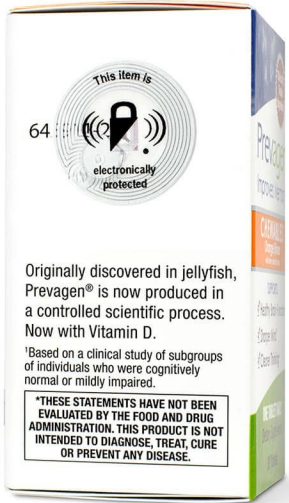 This item is
64
electronically
protected
Originally discovered in jellyfish,
Prevagen® is now produced in
a controlled scientific process.
Now with Vitamin D.
†Based on a clinical study of subgroups
of individuals who were cognitively
normal or mildly impaired.
*THESE STATEMENTS HAVE NOT BEEN
EVALUATED BY THE FOOD AND DRUG
ADMINISTRATION. THIS PRODUCT IS NOT
INTENDED TO DIAGNOSE, TREAT, CURE
OR PREVENT ANY DISEASE.
Prevagen
Improves
CHEWABLES